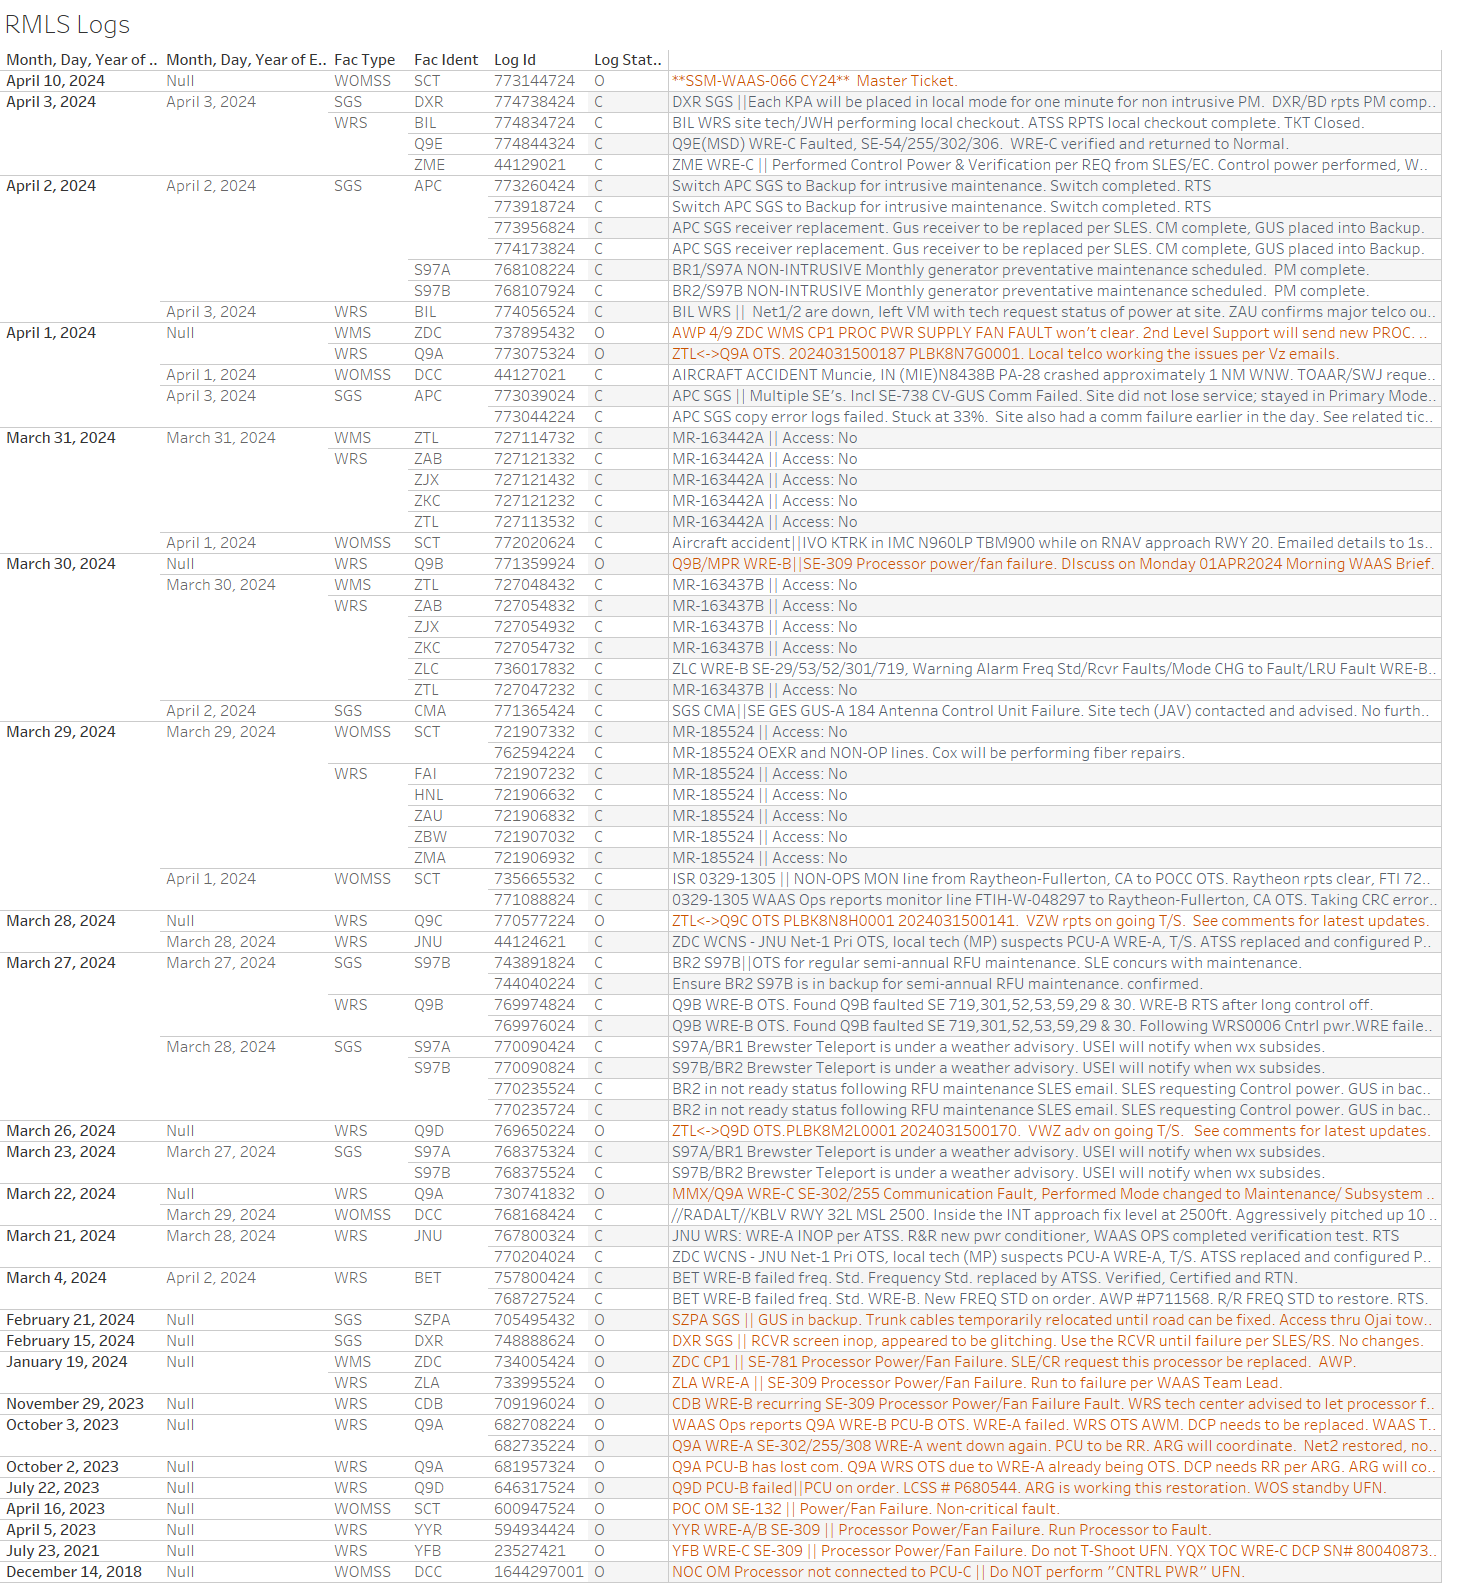 RMLS Logs
Month, Day, Year of .. Month, Day, Year of E.. Fac Type Fac Ident Log Id Log Stat..
April 10, 2024 Null WOMSS SCT 773144724 O **SSM-WAAS-066 CY24** Master Ticket.
April 3, 2024 April 3, 2024 SGS DXR 774738424 C DXR SGS ||Each KPA will be placed in local mode for one minute for non intrusive PM. DXR/BD rpts PM comp..
WRS BIL 774834724 C BIL WRS site tech/JWH performing local checkout. ATSS RPTS local checkout complete. TKT Closed.
Q9E 774844324 C Q9E(MSD) WRE-C Faulted, SE-54/255/302/306. WRE-C verified and returned to Normal.
ZME 44129021 C ZME WRE-C || Performed Control Power & Verification per REQ from SLES/EC. Control power performed, W..
April 2, 2024 April 2, 2024 SGS APC 773260424 C Switch APC SGS to Backup for intrusive maintenance. Switch completed. RTS
773918724 C Switch APC SGS to Backup for intrusive maintenance. Switch completed. RTS
773956824 C APC SGS receiver replacement. Gus receiver to be replaced per SLES. CM complete, GUS placed into Backup.
774173824 C APC SGS receiver replacement. Gus receiver to be replaced per SLES. CM complete, GUS placed into Backup.
S97A 768108224 C BR1/S97A NON-INTRUSIVE Monthly generator preventative maintenance scheduled. PM complete.
S97B 768107924 C BR2/S97B NON-INTRUSIVE Monthly generator preventative maintenance scheduled. PM complete.
April 3, 2024 WRS BIL 774056524 C BIL WRS || Net1/2 are down, left VM with tech request status of power at site. ZAU confirms major telco ou..
April 1, 2024 Null WMS ZDC 737895432 O AWP 4/9 ZDC WMS CP1 PROC PWR SUPPLY FAN FAULT won't clear. 2nd Level Support will send new PROC. ..
WRS Q9A 773075324 O ZTL<->Q9A OTS. 2024031500187 PLBK8N7G0001. Local telco working the issues per Vz emails.
April 1, 2024 WOMSS DCC 44127021 C AIRCRAFT ACCIDENT Muncie, IN (MIE)N8438B PA-28 crashed approximately 1 NM WNW. TOAAR/SWJ reque..
April 3, 2024 SGS APC 773039024 C APC SGS || Multiple SE's. Incl SE-738 CV-GUS Comm Failed. Site did not lose service; stayed in Primary Mode..
773044224 C APC SGS copy error logs failed. Stuck at 33%. Site also had a comm failure earlier in the day. See related tic..
March 31, 2024 March 31, 2024 WMS ZTL 727114732 C MR-163442A || Access: No
WRS ZAB 727121332 C MR-163442A || Access: No
ZJX 727121432 C MR-163442A || Access: No
ZKC 727121232 C MR-163442A || Access: No
ZTL 727113532 C MR-163442A || Access: No
April 1, 2024 WOMSS SCT 772020624 C Aircraft accident||IVO KTRK in IMC N960LP TBM900 while on RNAV approach RWY 20. Emailed details to 1s..
March 30, 2024 Null WRS Q9B 771359924 O Q9B/MPR WRE-B||SE-309 Processor power/fan failure. DIscuss on Monday 01APR2024 Morning WAAS Brief.
March 30, 2024 WMS ZTL 727048432 C MR-163437B || Access: No
WRS ZAB 727054832 C MR-163437B || Access: No
ZJX 727054932 C MR-163437B || Access: No
ZKC 727054732 C MR-163437B || Access: No
ZLC 736017832 C ZLC WRE-B SE-29/53/52/301/719, Warning Alarm Freq Std/Rcvr Faults/Mode CHG to Fault/LRU Fault WRE-B..
ZTL 727047232 C MR-163437B || Access: No
April 2, 2024 SGS CMA 771365424 C SGS CMA||SE GES GUS-A 184 Antenna Control Unit Failure. Site tech (JAV) contacted and advised. No furth..
March 29, 2024 March 29, 2024 WOMSS SCT 721907332 C MR-185524 || Access: No
762594224 C MR-185524 OEXR and NON-OP lines. Cox will be performing fiber repairs.
WRS FAI 721907232 C MR-185524 || Access: No
HNL 721906632 C MR-185524 || Access: No
ZAU 721906832 C MR-185524 || Access: No
ZBW 721907032 C MR-185524 || Access: No
ZMA 721906932 C MR-185524 || Access: No
April 1, 2024 WOMSS SCT 735665532 C ISR 0329-1305 || NON-OPS MON line from Raytheon-Fullerton, CA to POCC OTS. Raytheon rpts clear, FTI 72..
771088824 C 0329-1305 WAAS Ops reports monitor line FTIH-W-048297 to Raytheon-Fullerton, CA OTS. Taking CRC error..
March 28, 2024 Null WRS Q9C 770577224 O ZTL<->Q9C OTS PLBK8N8H0001 2024031500141. VZW rpts on going T/S. See comments for latest updates.
March 28, 2024 WRS JNU 44124621 C ZDC WCNS - JNU Net-1 Pri OTS, local tech (MP) suspects PCU-A WRE-A, T/S. ATSS replaced and configured P..
March 27, 2024 March 27, 2024 SGS S97B 743891824 C BR2 S97B||OTS for regular semi-annual RFU maintenance. SLE concurs with maintenance.
744040224 C Ensure BR2 S97B is in backup for semi-annual RFU maintenance. confirmed.
WRS Q9B 769974824 C Q9B WRE-B OTS. Found Q9B faulted SE 719,301,52,53,59,29 & 30. WRE-B RTS after long control off.
769976024 C Q9B WRE-B OTS. Found Q9B faulted SE 719,301,52,53,59,29 & 30. Following WRS0006 Cntrl pwr.WRE faile..
March 28, 2024 SGS S97A 770090424 C S97A/BR1 Brewster Teleport is under a weather advisory. USEI will notify when wx subsides.
S97B 770090824 C S97B/BR2 Brewster Teleport is under a weather advisory. USEI will notify when wx subsides.
770235524 C BR2 in not ready status following RFU maintenance SLES email. SLES requesting Control power. GUS in bac..
770235724 C BR2 in not ready status following RFU maintenance SLES email. SLES requesting Control power. GUS in bac..
March 26, 2024 Null WRS Q9D 769650224 O ZTL<->Q9D OTS.PLBK8M2L0001 2024031500170. VWZ adv on going T/S. See comments for latest updates.
March 23, 2024 March 27, 2024 SGS S97A 768375324 C S97A/BR1 Brewster Teleport is under a weather advisory. USEI will notify when wx subsides.
S97B 768375524 C S97B/BR2 Brewster Teleport is under a weather advisory. USEI will notify when wx subsides.
March 22, 2024 Null WRS Q9A 730741832 O MMX/Q9A WRE-C SE-302/255 Communication Fault, Performed Mode changed to Maintenance/ Subsystem ..
March 29, 2024 WOMSS DCC 768168424 C //RADALT//KBLV RWY 32L MSL 2500. Inside the INT approach fix level at 2500ft. Aggressively pitched up 10 ..
March 21, 2024 March 28, 2024 WRS JNU 767800324 C JNU WRS: WRE-A INOP per ATSS. R&R new pwr conditioner, WAAS OPS completed verification test. RTS
770204024 C ZDC WCNS - JNU Net-1 Pri OTS, local tech (MP) suspects PCU-A WRE-A, T/S. ATSS replaced and configured P..
March 4, 2024 April 2, 2024 WRS BET 757800424 C BET WRE-B failed freq. Std. Frequency Std. replaced by ATSS. Verified, Certified and RTN.
768727524 C BET WRE-B failed freq. Std. WRE-B. New FREQ STD on order. AWP #P711568. R/R FREQ STD to restore. RTS.
February 21, 2024 Null SGS SZPA 705495432 O SZPA SGS || GUS in backup. Trunk cables temporarily relocated until road can be fixed. Access thru Ojai tow..
February 15, 2024 Null SGS DXR 748888624 O DXR SGS || RCVR screen inop, appeared to be glitching. Use the RCVR until failure per SLES/RS. No changes.
January 19, 2024 Null WMS ZDC 734005424 O ZDC CP1 || SE-781 Processor Power/Fan Failure. SLE/CR request this processor be replaced. AWP.
WRS ZLA 733995524 O ZLA WRE-A || SE-309 Processor Power/Fan Failure. Run to failure per WAAS Team Lead.
November 29, 2023 Null WRS CDB 709196024 O CDB WRE-B recurring SE-309 Processor Power/Fan Failure Fault. WRS tech center advised to let processor f..
October 3, 2023 Null WRS Q9A 682708224 O WAAS Ops reports Q9A WRE-B PCU-B OTS. WRE-A failed. WRS OTS AWM. DCP needs to be replaced. WAAS T..
682735224 O Q9A WRE-A SE-302/255/308 WRE-A went down again. PCU to be RR. ARG will coordinate. Net2 restored, no..
October 2, 2023 Null WRS Q9A 681957324 O Q9A PCU-B has lost com. Q9A WRS OTS due to WRE-A already being OTS. DCP needs RR per ARG. ARG will co..
July 22, 2023 Null WRS Q9D 646317524 O Q9D PCU-B failed||PCU on order. LCSS # P680544. ARG is working this restoration. WOS standby UFN.
April 16, 2023 Null WOMSS SCT 600947524 O POC OM SE-132 || Power/Fan Failure. Non-critical fault.
April 5, 2023 Null WRS YYR 594934424 O YYR WRE-A/B SE-309 || Processor Power/Fan Failure. Run Processor to Fault.
July 23, 2021 Null WRS YFB 23527421 O YFB WRE-C SE-309 || Processor Power/Fan Failure. Do not T-Shoot UFN. YQX TOC WRE-C DCP SN# 80040873..
December 14, 2018 Null WOMSS DCC 1644297001 O NOC OM Processor not connected to PCU-C || Do NOT perform "CNTRL PWR" UFN.